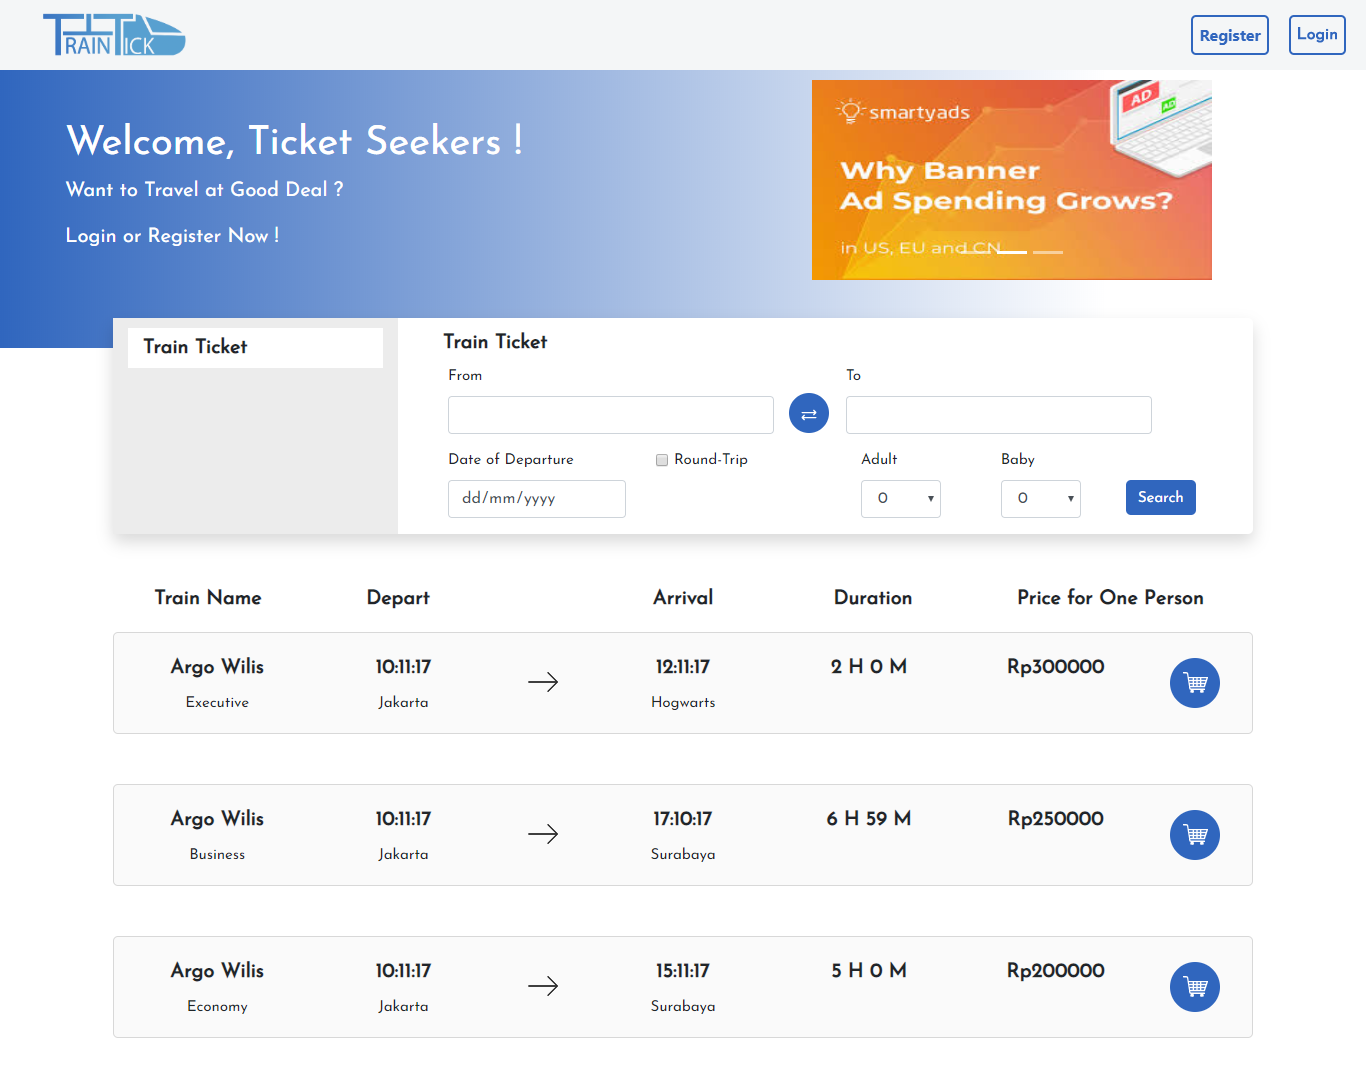 TRAINTICK
Register
Login
Welcome, Ticket Seekers !
Want to Travel at Good Deal ?
Login or Register Now !
smartyads
AD
AD
Why Banner
Ad Spending Grows?
in US, EU and CN
Train Ticket
Train Ticket
From
To
Date of Departure
Round-Trip
Adult
Baby
dd/mm/yyyy
0
0
Search
Train Name Depart Arrival Duration Price for One Person
Argo Wilis 10:11:17 12:11:17 2 H 0 M Rp300000
Executive Jakarta Hogwarts
Argo Wilis 10:11:17 17:10:17 6 H 59 M Rp250000
Business Jakarta Surabaya
Argo Wilis 10:11:17 15:11:17 5 H 0 M Rp200000
Economy Jakarta Surabaya